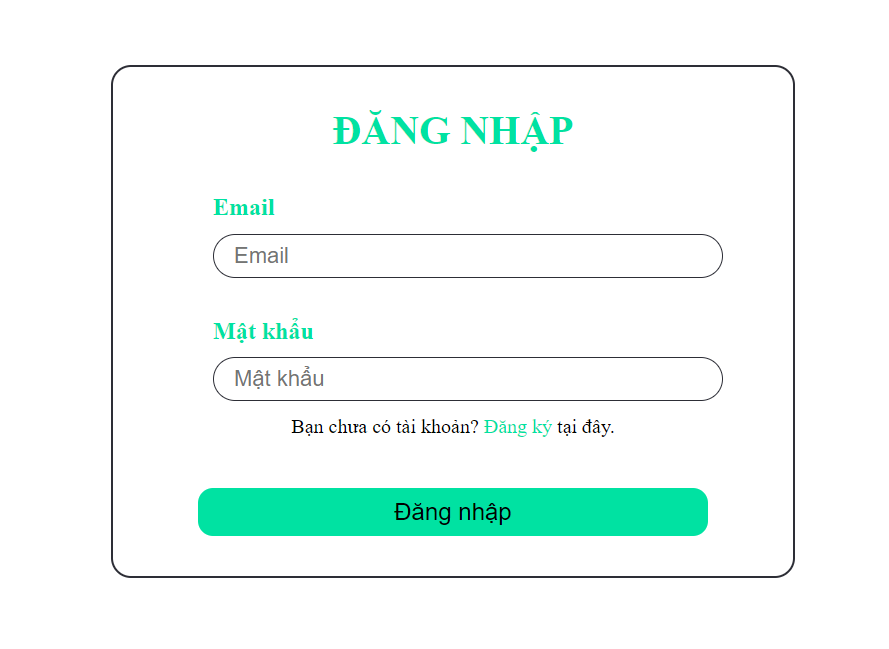 ĐĂNG NHẬP
Email
Email
Mật khẩu
Mật khẩu
Bạn chưa có tài khoản? Đăng ký tại đây.
Đăng nhập